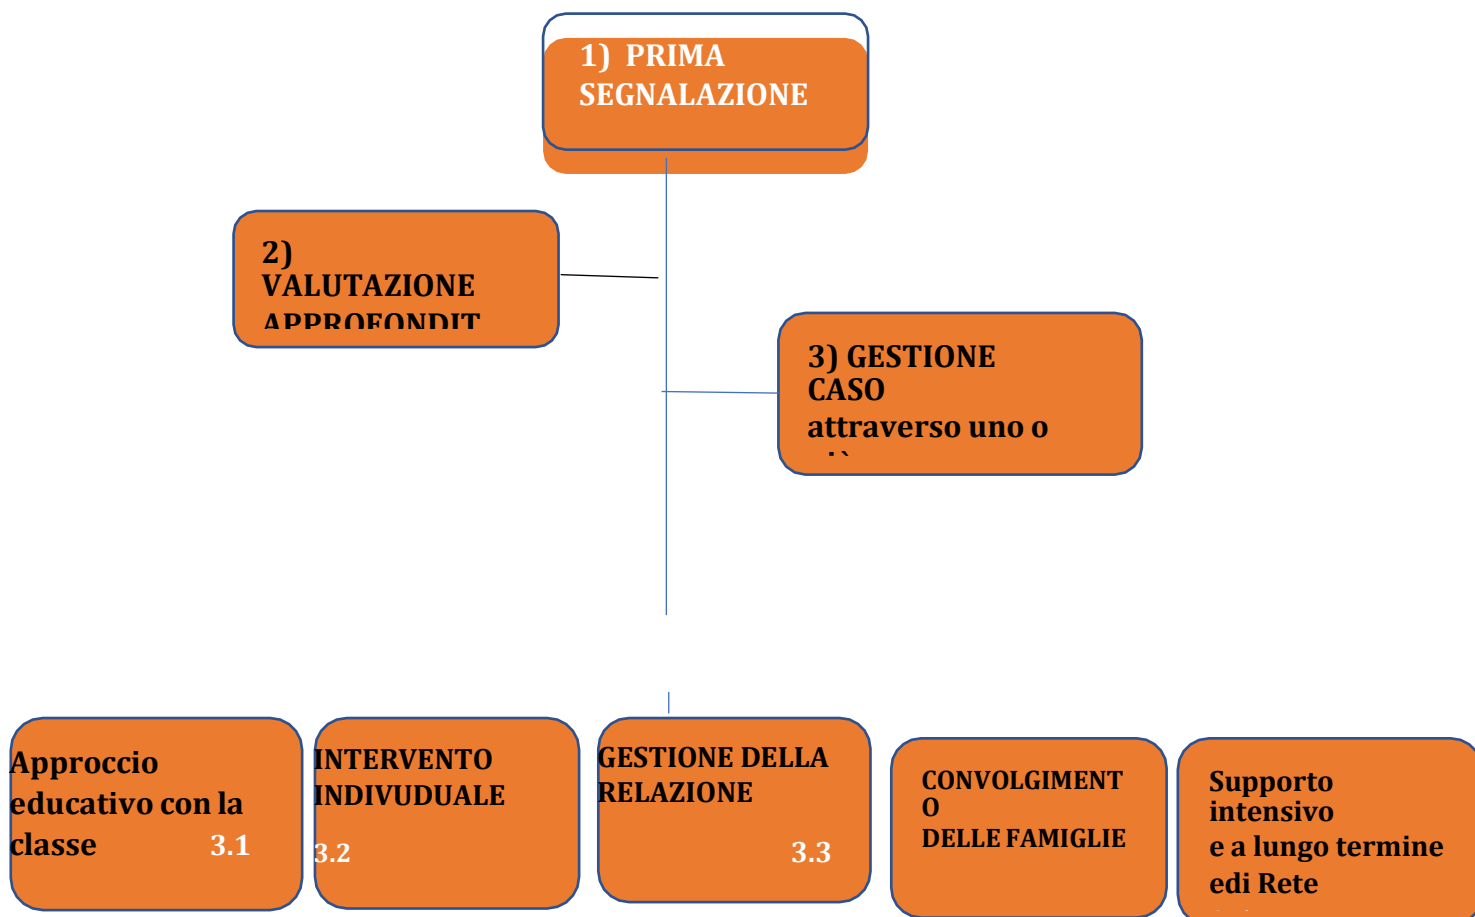 1) PRIMA
SEGNALAZIONE
2)
VALUTAZIONE
APPROFONDIT
3) GESTIONE
CASO
attraverso uno o
Approccio
educativo con la
classe 3.1
INTERVENTO
INDIVUDUALE
3.2
GESTIONE DELLA
RELAZIONE
3.3
CONVOLGIMENT
O
DELLE FAMIGLIE
Supporto
intensivo
e a lungo termine
edi Rete